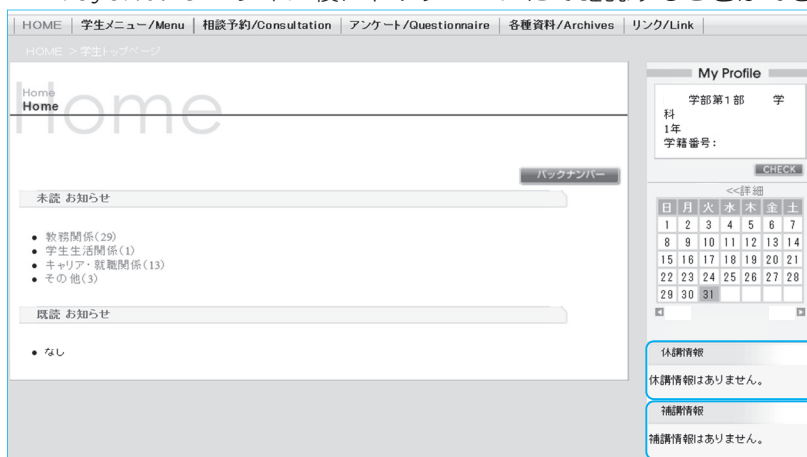 HOME 学生メニュー/Menu 相談予約/Consultation アンケート/Questionnaire 各種資料/Archives リンク/Link
HOME > 学生トップページ
Home
Home
Home
バックナンバー
未読 お知らせ
● 教務関係(29)
● 学生生活関係(1)
● キャリア・就職関係(13)
● その他(3)
既読 お知らせ
● なし
My Profile
学部第1部 学
科
1年
学籍番号:
CHECK
<<詳細
日 月 火 水 木 金 土
1 2 3 4 5 6 7
8 9 10 11 12 13 14
15 16 17 18 19 20 21
22 23 24 25 26 27 28
29 30 31
休講情報
休講情報はありません。
補講情報
補講情報はありません。